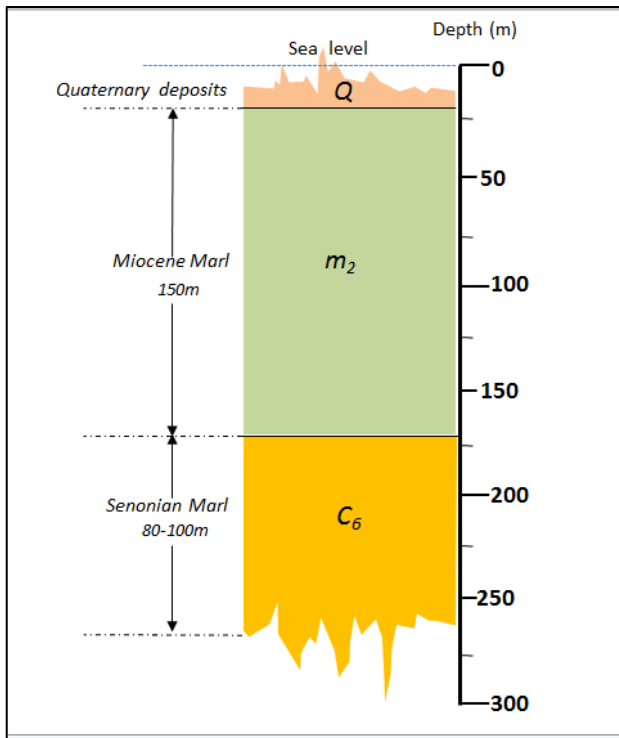 Depth (m)
Sea level
0
Quaternary deposits
Q
50
Miocene Marl
150m
m2
100
150
Senonian Marl
80-100m
C6
200
250
300